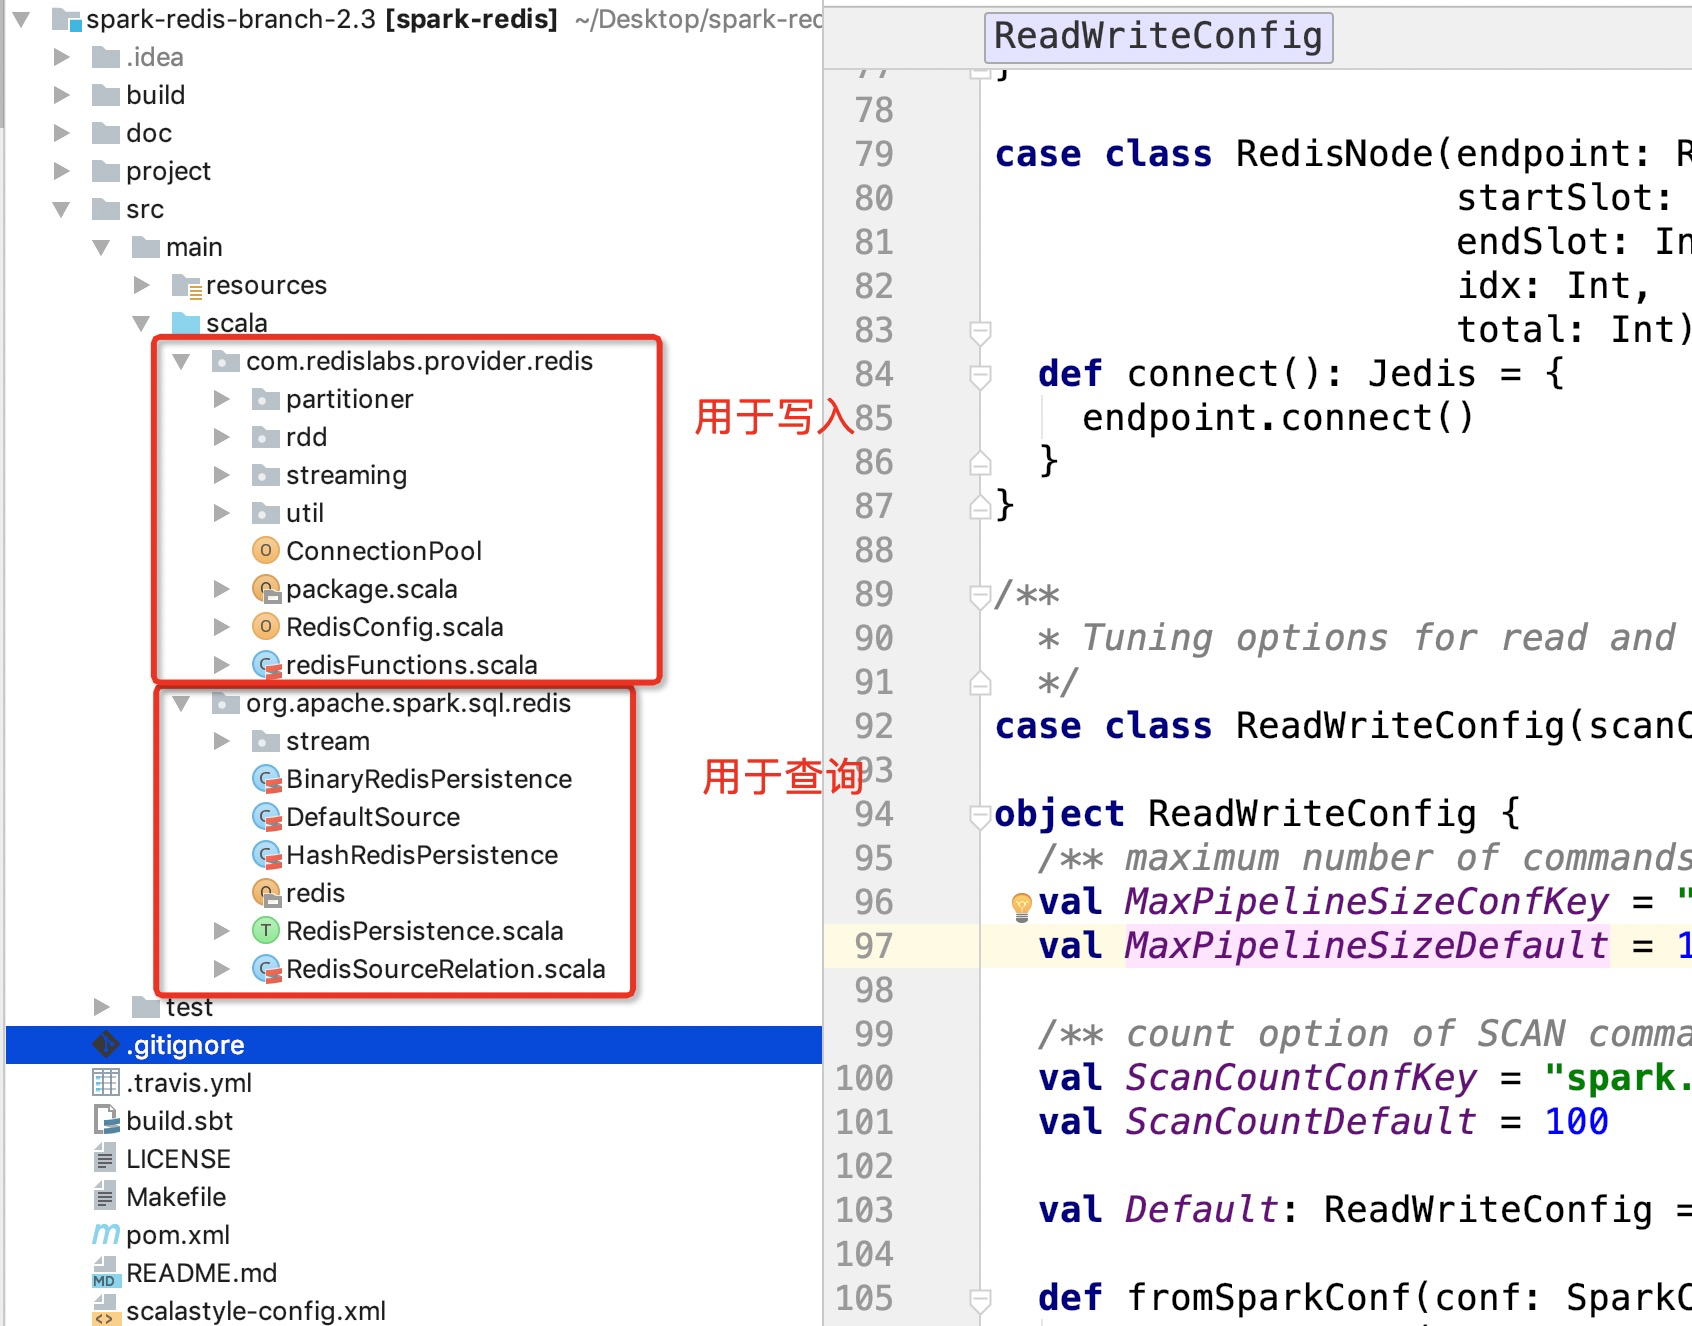 spark-redis-branch-2.3 [spark-redis] ~/Desktop/spark-red
.idea
build
doc
project
src
main
resources
scala
com.redislabs.provider.redis
partitioner
rdd
streaming
util
ConnectionPool
package.scala
RedisConfig.scala
redisFunctions.scala
org.apache.spark.sql.redis
stream
BinaryRedisPersistence
DefaultSource
HashRedisPersistence
redis
RedisPersistence.scala
RedisSourceRelation.scala
test
.gitignore
.travis.yml
build.sbt
LICENSE
Makefile
pom.xml
README.md
scalastyle-config.xml
用于写入
用于查询
ReadWriteConfig
77 }
78
79 case class RedisNode(endpoint: R
80 startSlot:
81 endSlot: In
82 idx: Int,
83 total: Int)
84 def connect(): Jedis = {
85 endpoint.connect()
86 }
87 }
88
89 /**
90 * Tuning options for read and
91 */
92 case class ReadWriteConfig(scanC
93
94 object ReadWriteConfig {
95 /** maximum number of commands
96 val MaxPipelineSizeConfKey = "
97 val MaxPipelineSizeDefault = 1
98
99 /** count option of SCAN comma
100 val ScanCountConfKey = "spark.
101 val ScanCountDefault = 100
102
103 val Default: ReadWriteConfig =
104
105 def fromSparkConf(conf: SparkC